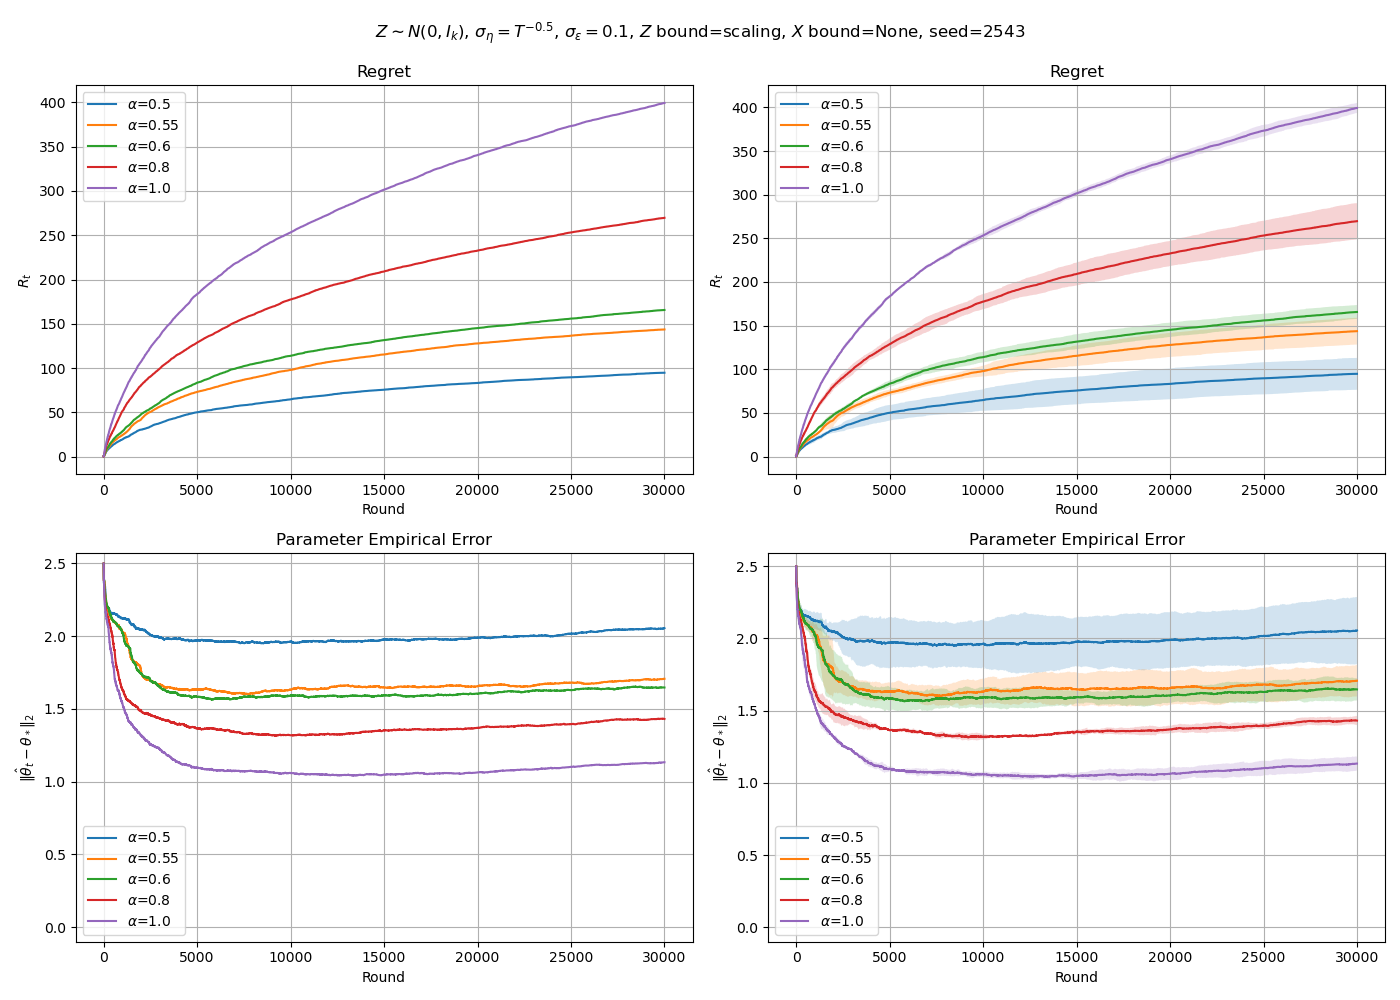 Z ~ N(0, I_k), σ_η = T^{−0.5}, σ_ε = 0.1, Z bound=scaling, X bound=None, seed=2543
Regret
R_t
400
350
300
250
200
150
100
50
0
α=0.5
α=0.55
α=0.6
α=0.8
α=1.0
0 5000 10000 15000 20000 25000 30000
Round
Regret
R_t
400
350
300
250
200
150
100
50
0
α=0.5
α=0.55
α=0.6
α=0.8
α=1.0
0 5000 10000 15000 20000 25000 30000
Round
Parameter Empirical Error
‖θ̂_t − θ_*‖_2
2.5
2.0
1.5
1.0
0.5
0.0
α=0.5
α=0.55
α=0.6
α=0.8
α=1.0
0 5000 10000 15000 20000 25000 30000
Round
Parameter Empirical Error
‖θ̂_t − θ_*‖_2
2.5
2.0
1.5
1.0
0.5
0.0
α=0.5
α=0.55
α=0.6
α=0.8
α=1.0
0 5000 10000 15000 20000 25000 30000
Round